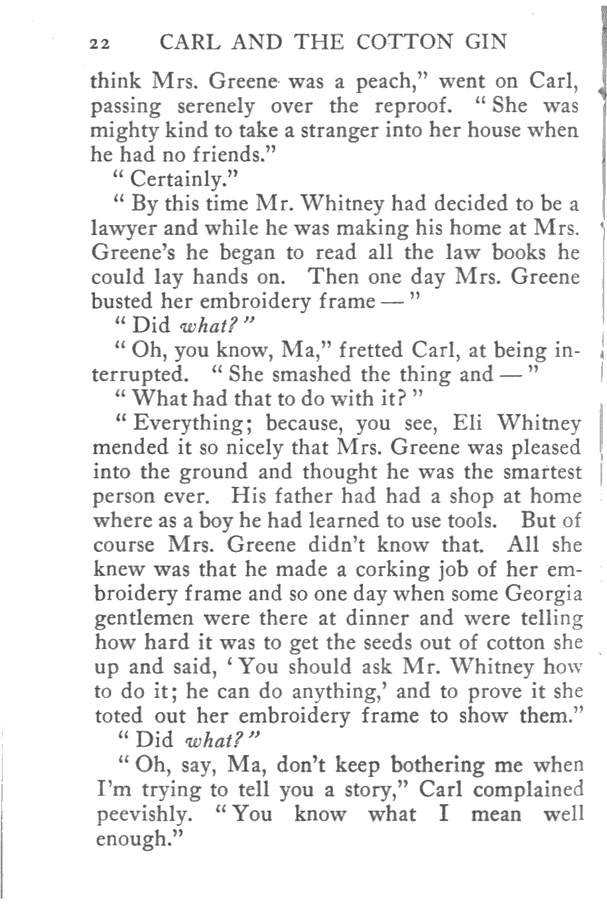 22 CARL AND THE COTTON GIN
think Mrs. Greene was a peach,” went on Carl,
passing serenely over the reproof. “ She was
mighty kind to take a stranger into her house when
he had no friends.”
“ Certainly.”
“ By this time Mr. Whitney had decided to be a
lawyer and while he was making his home at Mrs.
Greene’s he began to read all the law books he
could lay hands on. Then one day Mrs. Greene
busted her embroidery frame — ”
“ Did what? ”
“ Oh, you know, Ma,” fretted Carl, at being in-
terrupted. “ She smashed the thing and — ”
“ What had that to do with it? ”
“ Everything; because, you see, Eli Whitney
mended it so nicely that Mrs. Greene was pleased
into the ground and thought he was the smartest
person ever. His father had had a shop at home
where as a boy he had learned to use tools. But of
course Mrs. Greene didn’t know that. All she
knew was that he made a corking job of her em-
broidery frame and so one day when some Georgia
gentlemen were there at dinner and were telling
how hard it was to get the seeds out of cotton she
up and said, ‘ You should ask Mr. Whitney how
to do it; he can do anything,’ and to prove it she
toted out her embroidery frame to show them.”
“ Did what? ”
“ Oh, say, Ma, don’t keep bothering me when
I’m trying to tell you a story,” Carl complained
peevishly. “ You know what I mean well
enough.”